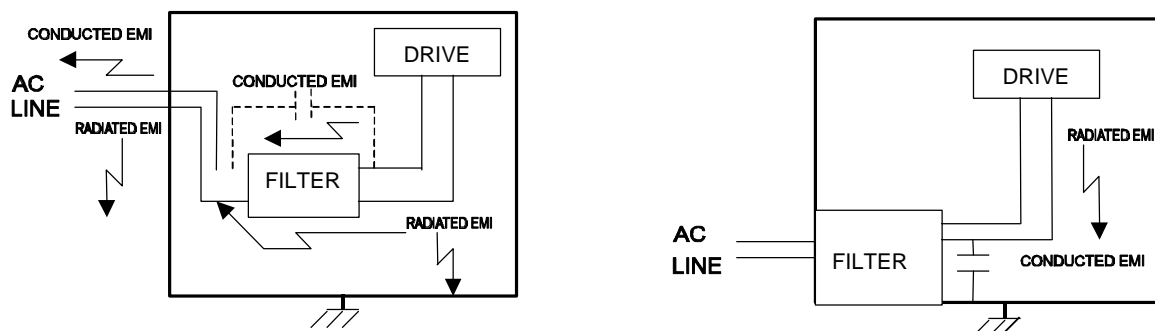 CONDUCTED EMI
AC
LINE
RADIATED EMI
DRIVE
CONDUCTED EMI
FILTER
RADIATED EMI
DRIVE
RADIATED EMI
AC
LINE
FILTER
CONDUCTED EMI